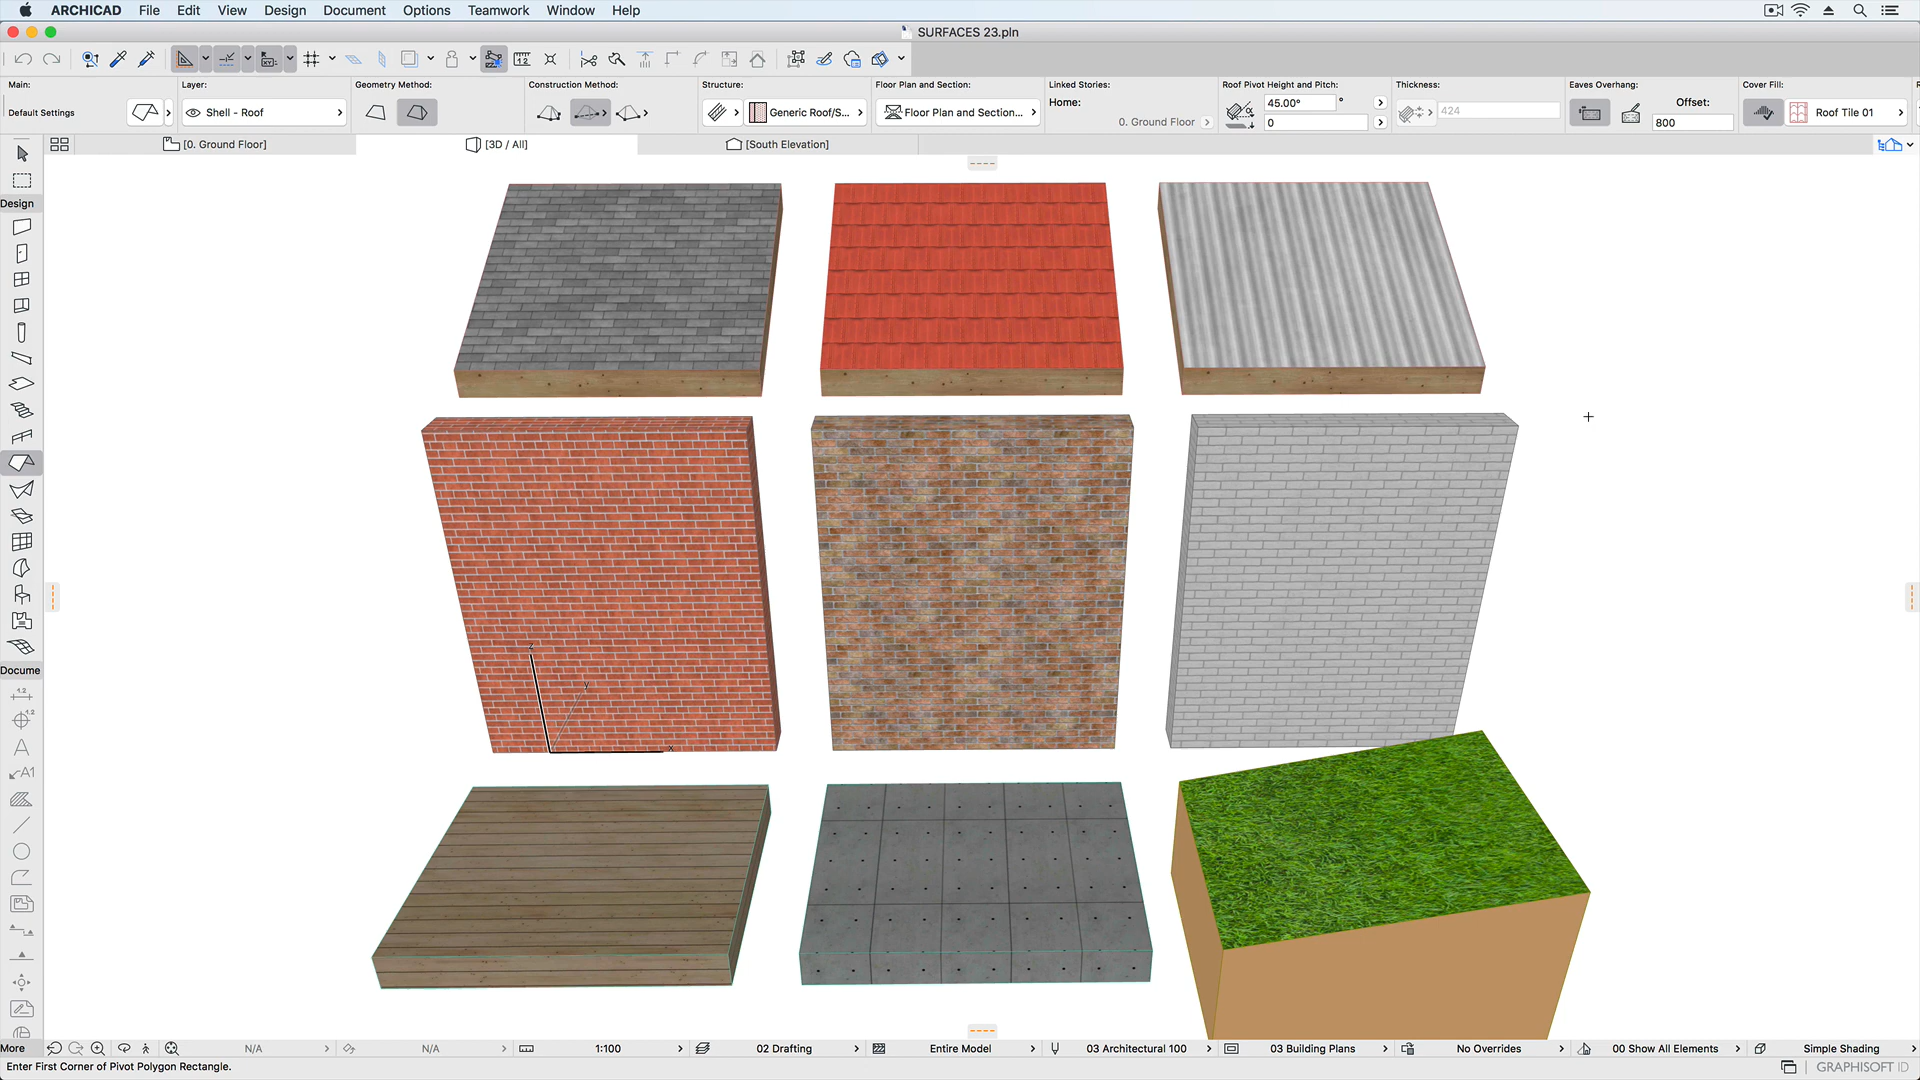 ARCHICAD File Edit View Design Document Options Teamwork Window Help
SURFACES 23.pln
Main: Layer: Geometry Method: Construction Method: Structure: Floor Plan and Section: Linked Stories: Roof Pivot Height and Pitch: Thickness: Eaves Overhang: Cover Fill:
Default Settings Shell - Roof Generic Roof/S... Floor Plan and Section... Home: 45.00° ° 424 Offset: Roof Tile 01
0. Ground Floor 0 800
[0. Ground Floor] [3D / All] [South Elevation]
Design
z
y
x
Docume
1.2
1.2
A
A1
More N/A N/A 1:100 02 Drafting Entire Model 03 Architectural 100 03 Building Plans No Overrides 00 Show All Elements Simple Shading
Enter First Corner of Pivot Polygon Rectangle. GRAPHISOFT ID